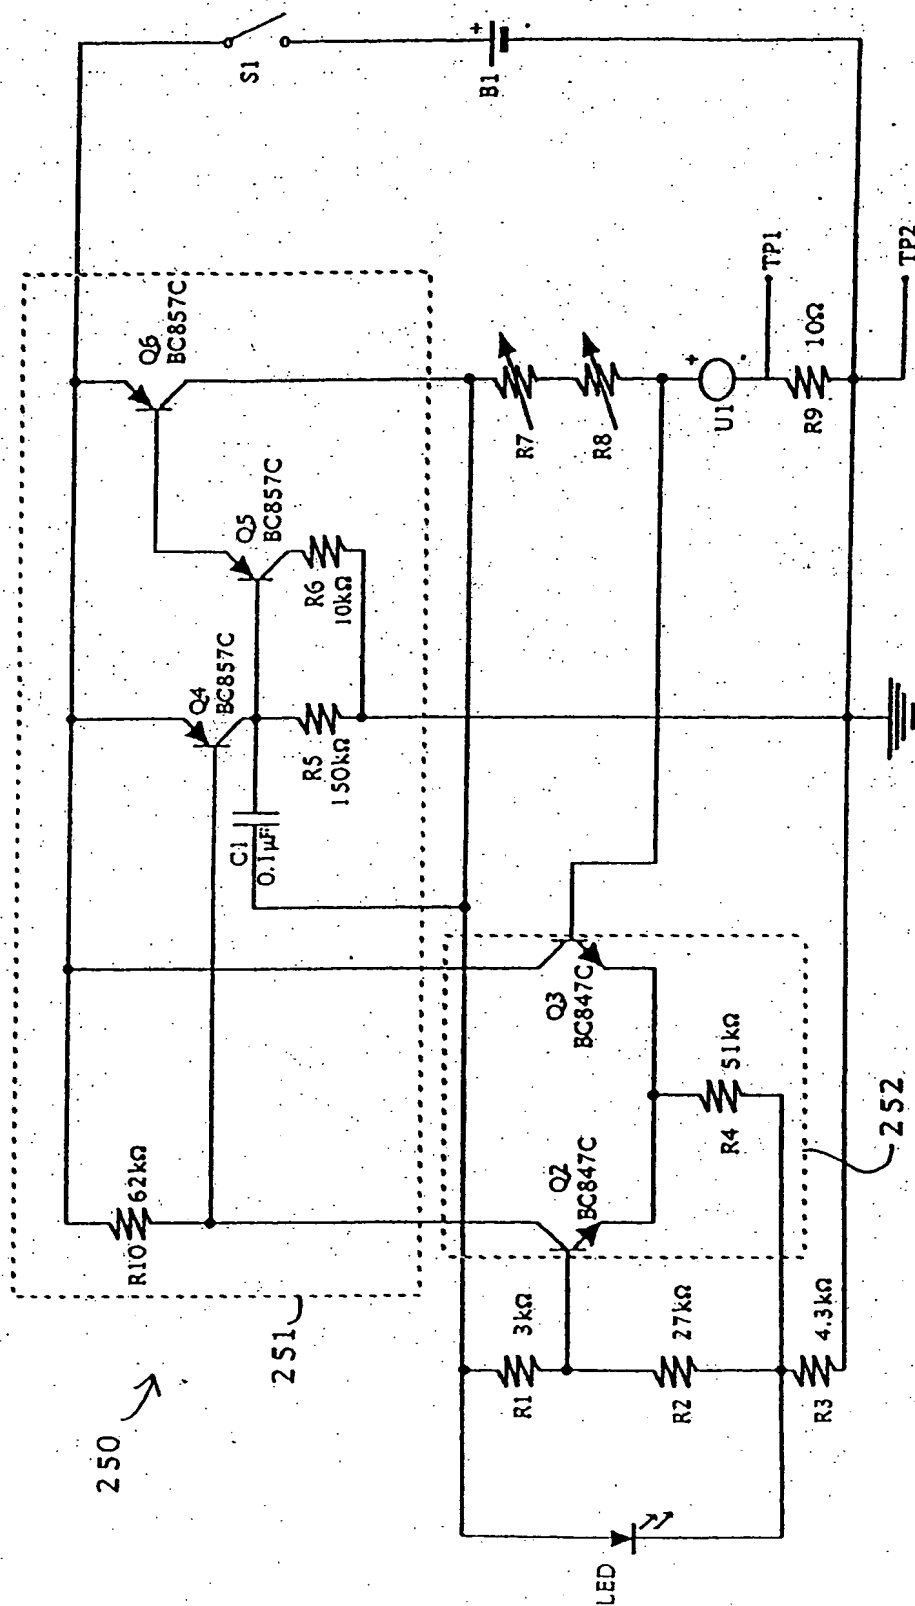 250
251
R10
62kΩ
Q4
BC857C
Q5
BC857C
Q6
BC857C
C1
0.1μF
R5
150kΩ
R6
10kΩ
S1
B1
+
LED
R1
3kΩ
R2
27kΩ
R3
4.3kΩ
Q2
BC847C
Q3
BC847C
R4
51kΩ
252
R7
R8
+
U1
R9
10Ω
TP1
TP2